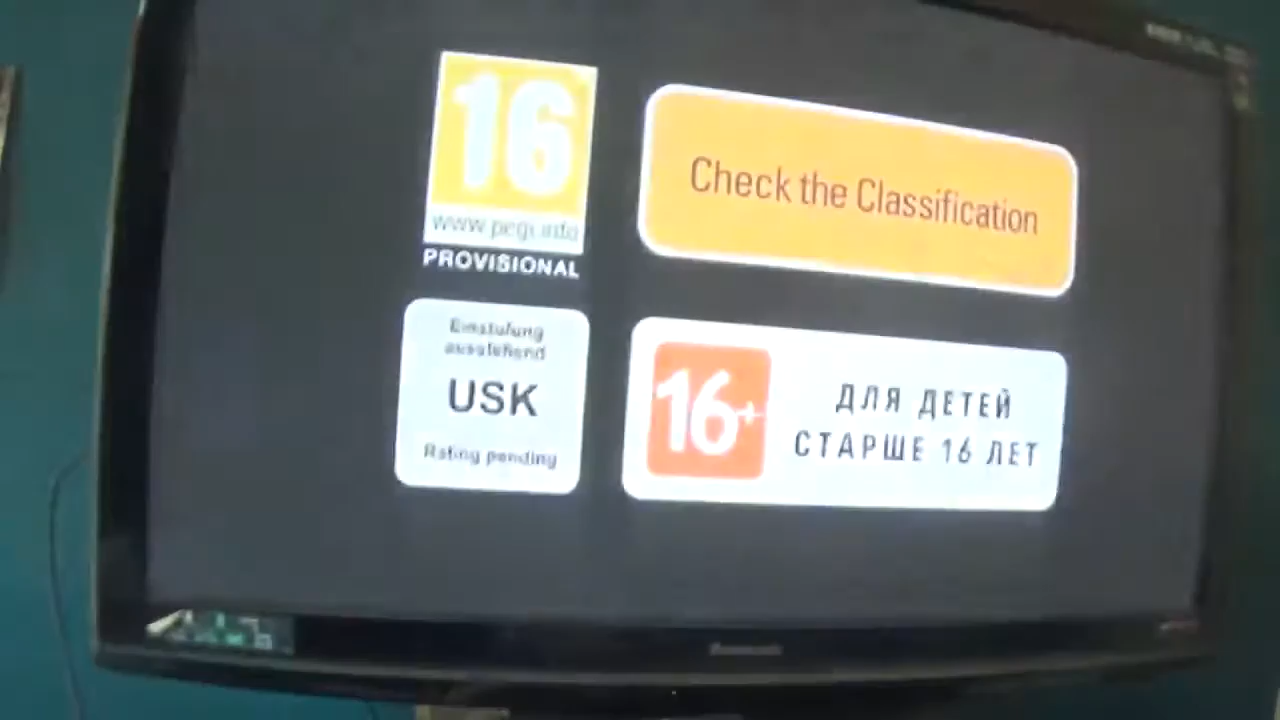 16
www.pegi.info
PROVISIONAL
Check the Classification
Einstufung
ausstehend
USK
Rating pending
16+
ДЛЯ ДЕТЕЙ
СТАРШЕ 16 ЛЕТ
Panasonic